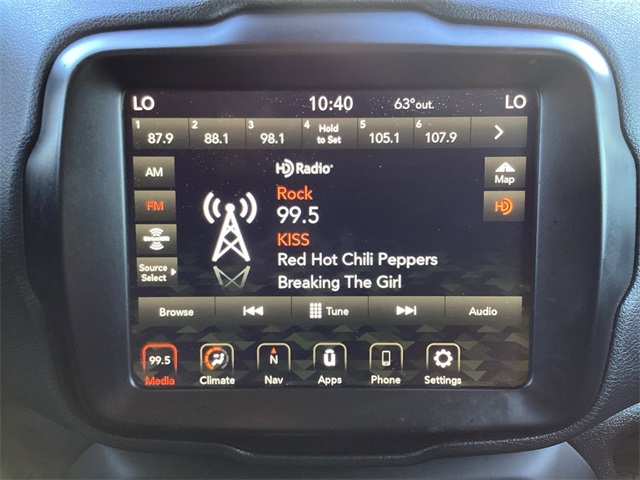 LO 10:40 63°out. LO
1 87.9 2 88.1 3 98.1 4 Hold to Set 5 105.1 6 107.9
AM HD Radio Map
Rock
FM 99.5 HD
KISS
Red Hot Chili Peppers
Source Select
Breaking The Girl
Browse Tune Audio
99.5 N
Media Climate Nav Apps Phone Settings